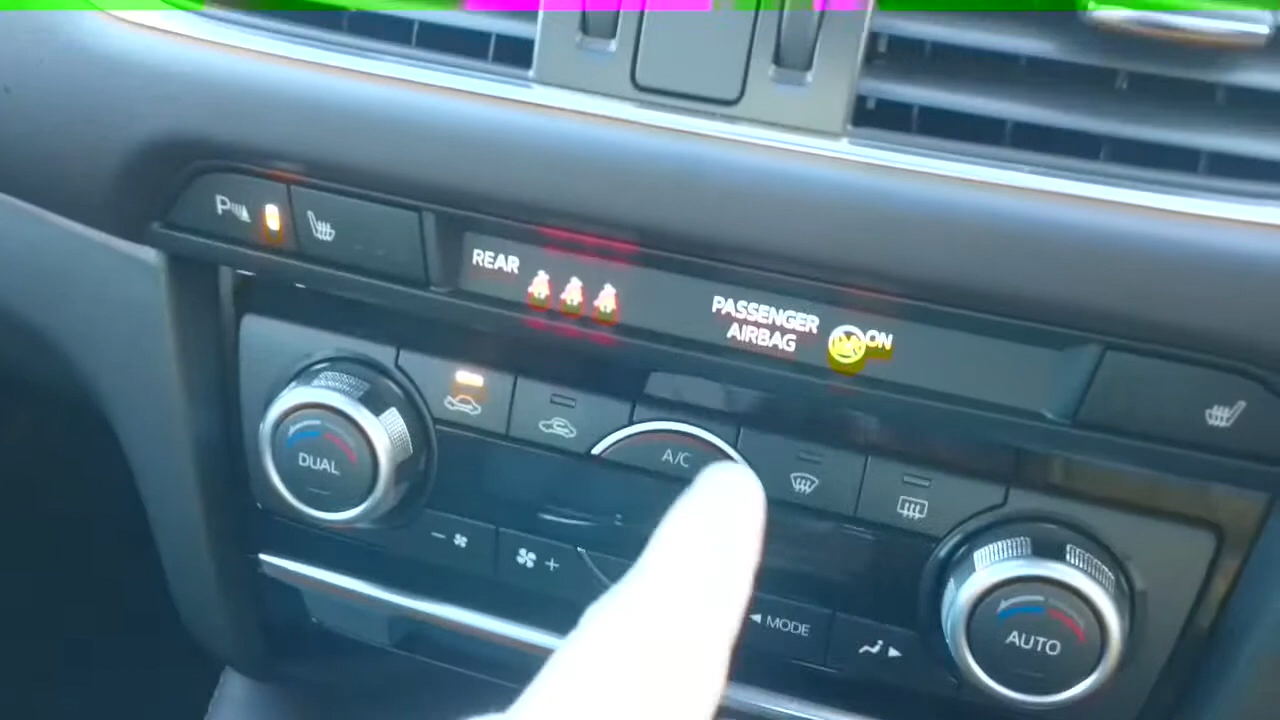 P
REAR
PASSENGER
AIRBAG
ON
DUAL
A/C
MODE
AUTO